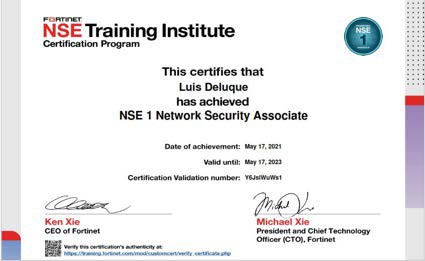 FORTINET
NSE Training Institute
Certification Program
NSE
1
This certifies that
Luis Deluque
has achieved
NSE 1 Network Security Associate
Date of achievement: May 17, 2021
Valid until: May 17, 2023
Certification Validation number: Y6JslWuWs1
Ken Xie
CEO of Fortinet
Michael Xie
President and Chief Technology
Officer (CTO), Fortinet
Verify this certification's authenticity at:
https://training.fortinet.com/mod/customcert/verify_certificate.php